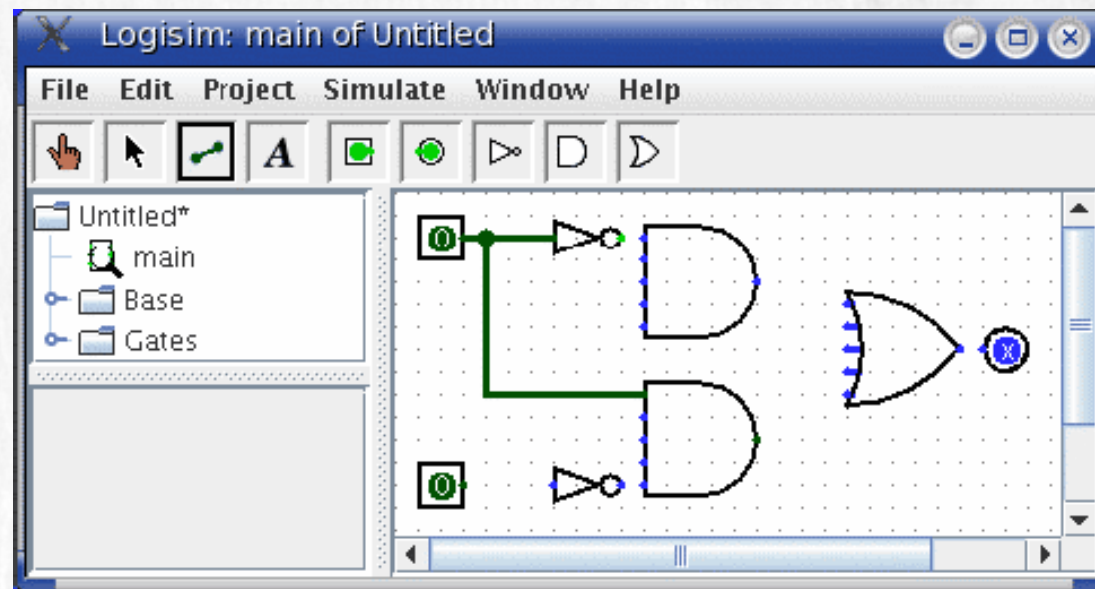 Logisim: main of Untitled
File Edit Project Simulate Window Help
A
Untitled*
main
Base
Gates
0
x
0